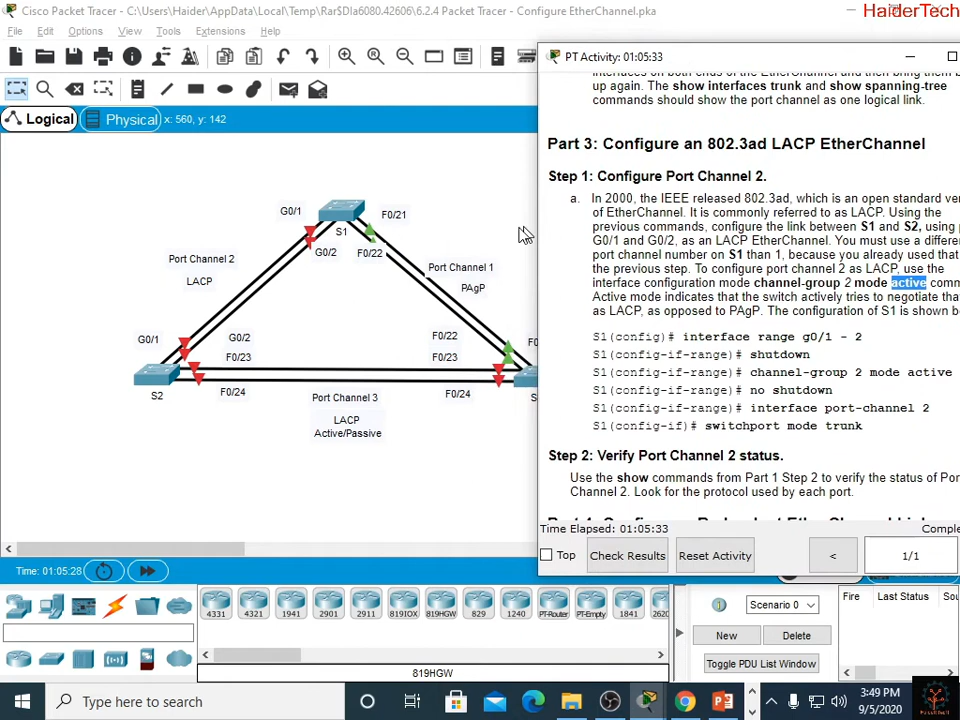 Cisco Packet Tracer - C:\Users\Haider\AppData\Local\Temp\Rar$DIa6080.42606\6.2.4 Packet Tracer - Configure EtherChannel.pka
HaiderTech
File Edit Options View Tools Extensions Help
PT Activity: 01:05:33
Logical Physical x: 560, y: 142
interfaces on both ends of the EtherChannel and then bring them
up again. The show interfaces trunk and show spanning-tree
commands should show the port channel as one logical link.
Part 3: Configure an 802.3ad LACP EtherChannel
Step 1: Configure Port Channel 2.
a. In 2000, the IEEE released 802.3ad, which is an open standard
of EtherChannel. It is commonly referred to as LACP. Using the
previous commands, configure the link between S1 and S2, using
G0/1 and G0/2, as an LACP EtherChannel. You must use a
port channel number on S1 than 1, because you already used that
the previous step. To configure port channel 2 as LACP, use the
interface configuration mode channel-group 2 mode active
Active mode indicates that the switch actively tries to negotiate
as LACP, as opposed to PAgP. The configuration of S1 is shown
S1(config)# interface range g0/1 - 2
S1(config-if-range)# shutdown
S1(config-if-range)# channel-group 2 mode active
S1(config-if-range)# no shutdown
S1(config-if-range)# interface port-channel 2
S1(config-if)# switchport mode trunk
Step 2: Verify Port Channel 2 status.
Use the show commands from Part 1 Step 2 to verify the status of
Channel 2. Look for the protocol used by each port.
Time Elapsed: 01:05:33
Top Check Results Reset Activity < 1/1
G0/1
F0/21
S1
G0/2
F0/22
Port Channel 2
LACP
Port Channel 1
PAgP
G0/1
G0/2
F0/22
F0/23
F0/23
S2
F0/24
F0/24
Port Channel 3
LACP
Active/Passive
Time: 01:05:28
4331 4321 1941 2901 2911 819IOX 819HGW 829 1240 PT-Router PT-Empty 1841
819HGW
Scenario 0
New Delete
Toggle PDU List Window
Fire Last Status
Type here to search
3:49 PM
9/5/2020